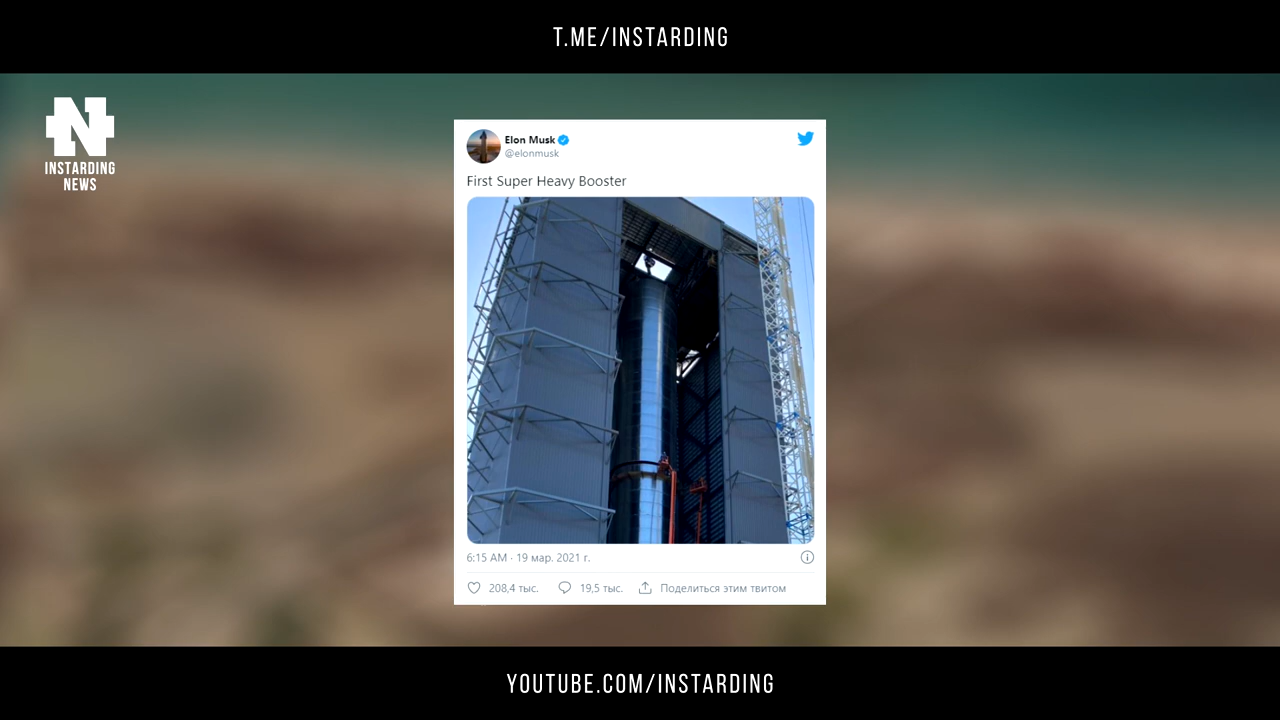 T.ME/INSTARDING
INSTARDING
NEWS
Elon Musk
@elonmusk
First Super Heavy Booster
6:15 AM · 19 мар. 2021 г.
208,4 тыс. 19,5 тыс. Поделиться этим твитом
YOUTUBE.COM/INSTARDING